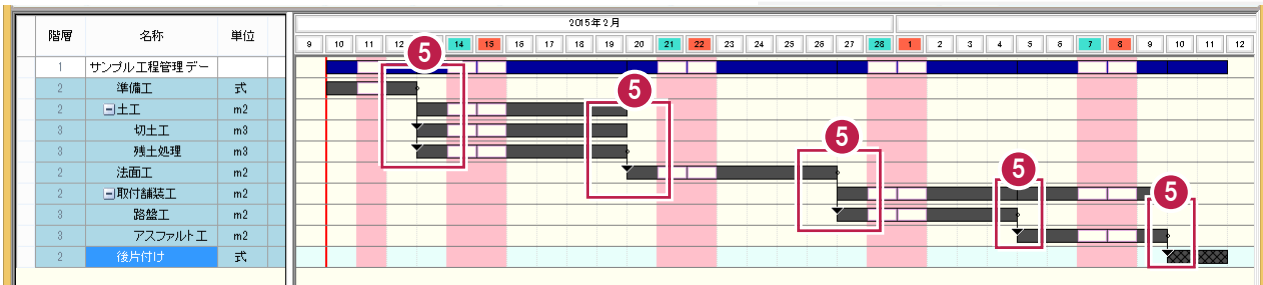 2015年2月
階層 名称 単位
9 10 11 12 14 15 16 17 18 19 20 21 22 23 24 25 26 27 28 1 2 3 4 5 6 7 8 9 10 11 12
1 サンプル工程管理デー
2 準備工 式
2 土工 m2
3 切土工 m3
3 残土処理 m3
2 法面工 m2
2 取付舗装工 m2
3 路盤工 m2
3 アスファルト工 m2
2 後片付け 式
5
5
5
5
5